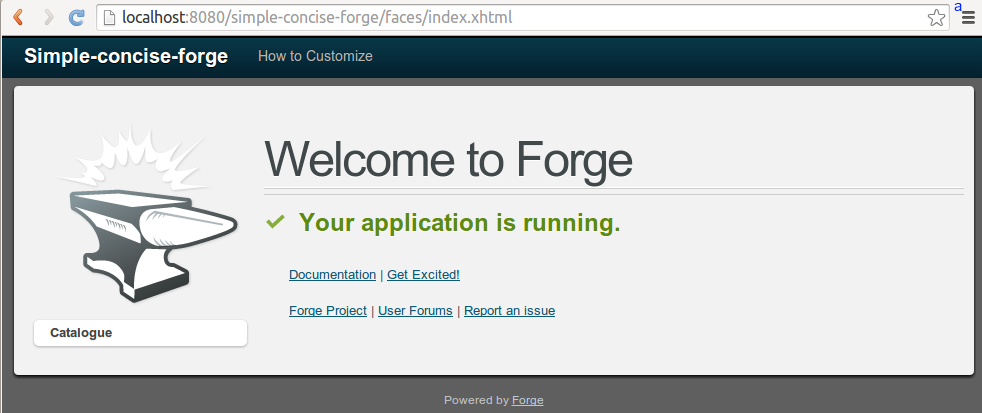 localhost:8080/simple-concise-forge/faces/index.xhtml
a
Simple-concise-forge How to Customize
Welcome to Forge
Your application is running.
Documentation | Get Excited!
Forge Project | User Forums | Report an issue
Catalogue
Powered by Forge